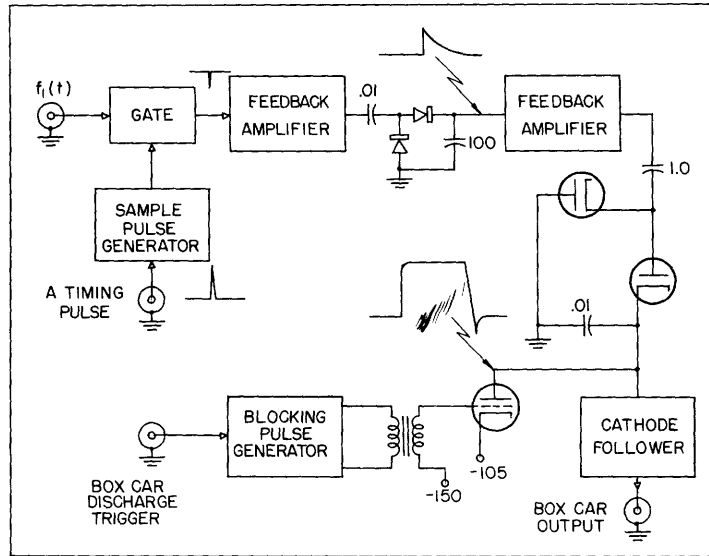 f₁(t)
GATE
FEEDBACK
AMPLIFIER
.01
100
FEEDBACK
AMPLIFIER
1.0
SAMPLE
PULSE
GENERATOR
A TIMING
PULSE
.01
BLOCKING
PULSE
GENERATOR
BOX CAR
DISCHARGE
TRIGGER
-150
-105
CATHODE
FOLLOWER
BOX CAR
OUTPUT